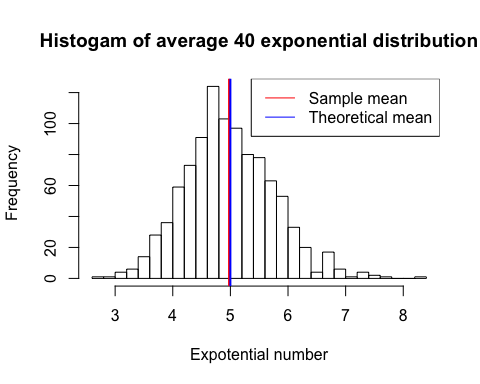 Histogam of average 40 exponential distribution
Sample mean
Theoretical mean
Frequency
100
60
20
0
3 4 5 6 7 8
Expotential number